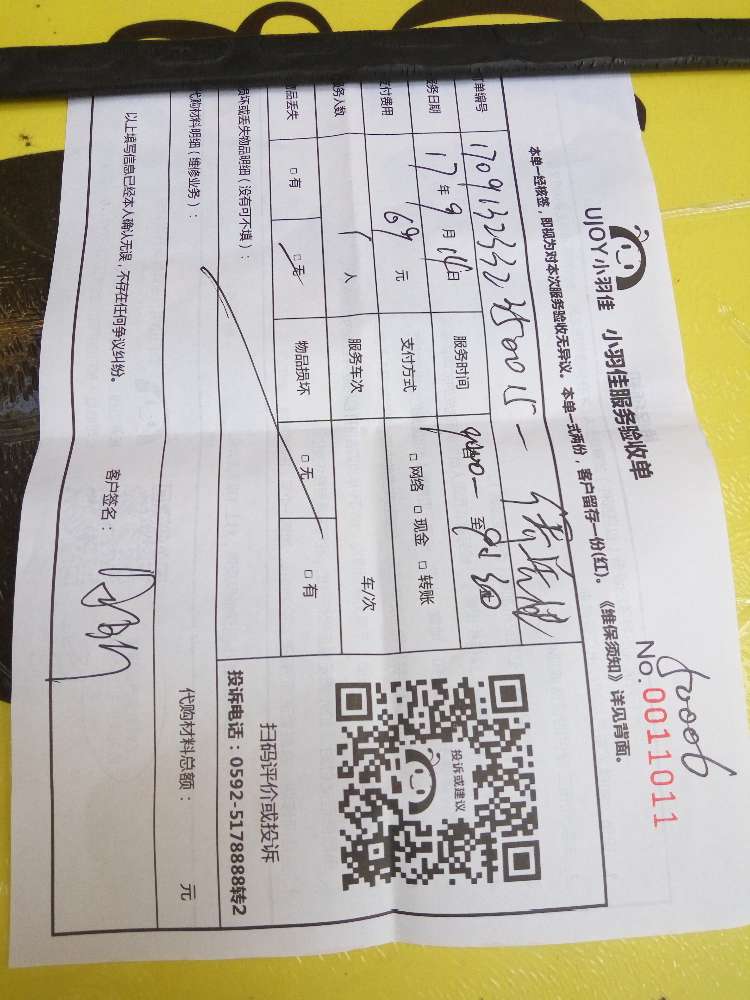 UJOY小羽佳 小羽佳服务验收单
50006
No.0011011
本单一经核签,即视为对本次服务验收无异议。本单一式两份,客户留存一份(红)。《维保须知》详见背面。
订单编号
服务日期 17年9月14日 服务时间 至 9:30
支付费用 69元 支付方式 □网络 □现金 □转账
服务人数 1人 服务车次 车/次
物品丢失 □有 □无 物品损坏 □无 □有
损坏或丢失物品明细(没有可不填):
代购材料明细(维修业务):
代购材料总额: 元
以上填写信息已经本人确认无误,不存在任何争议纠纷。 客户签名:
投诉或建议
扫码评价或投诉
投诉电话:0592-5178888转2